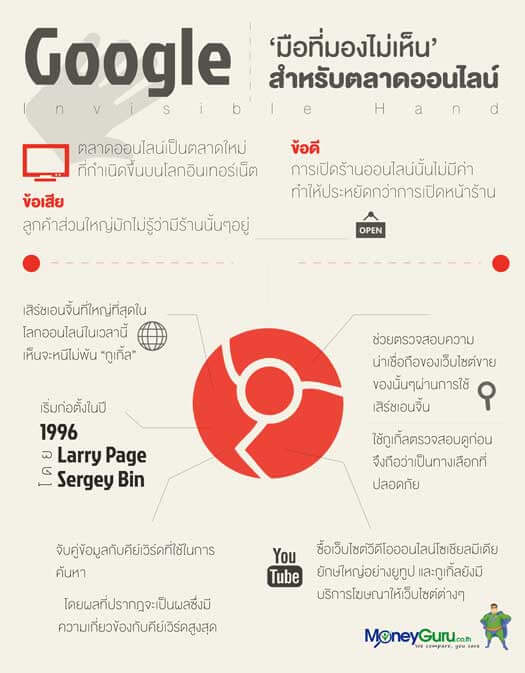 Google
'มือที่มองไม่เห็น'
สำหรับตลาดออนไลน์
Invisible Hand
ตลาดออนไลน์เป็นตลาดใหม่
ที่กำเนิดขึ้นบนโลกอินเทอร์เน็ต
ข้อเสีย
ลูกค้าส่วนใหญ่มักไม่รู้ว่ามีร้านนั้นๆอยู่
ข้อดี
การเปิดร้านออนไลน์นั้นไม่มีค่า
ทำให้ประหยัดกว่าการเปิดหน้าร้าน
OPEN
เสิร์ชเอนจิ้นที่ใหญ่ที่สุดใน
โลกออนไลน์ในเวลานี้
เห็นจะหนีไม่พ้น "กูเกิ้ล"
เริ่มก่อตั้งในปี
1996
โดย
Larry Page
Sergey Bin
ช่วยตรวจสอบความ
น่าเชื่อถือของเว็บไซต์ขาย
ของนั้นๆผ่านการใช้
เสิร์ชเอนจิ้น
ใช้กูเกิ้ลตรวจสอบดูก่อน
จึงถือว่าเป็นทางเลือกที่
ปลอดภัย
จับคู่ข้อมูลกับคีย์เวิร์ดที่ใช้ในการ
ค้นหา
โดยผลที่ปรากฏจะเป็นผลซึ่งมี
ความเกี่ยวข้องกับคีย์เวิร์ดสูงสุด
You
Tube
ซื้อเว็บไซต์วิดีโอออนไลน์โซเชียลมีเดีย
ยักษ์ใหญ่อย่างยูทูป และกูเกิ้ลยังมี
บริการโฆษณาให้เว็บไซต์ต่างๆ
MoneyGuru.co.th
We compare, you save